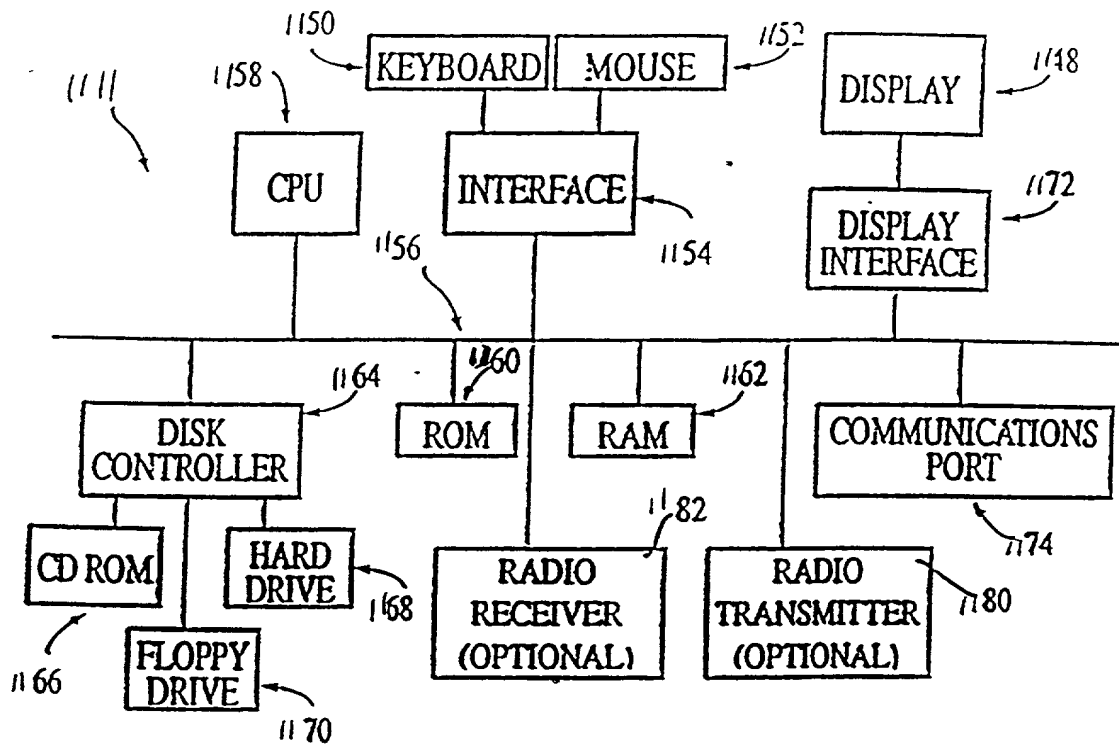 1150
KEYBOARD
MOUSE
1152
1158
1111
CPU
INTERFACE
1154
DISPLAY
1148
1172
DISPLAY
INTERFACE
1156
1164
DISK
CONTROLLER
1160
ROM
1162
RAM
COMMUNICATIONS
PORT
1174
CD ROM
1166
HARD
DRIVE
1168
FLOPPY
DRIVE
1170
1182
RADIO
RECEIVER
(OPTIONAL)
RADIO
TRANSMITTER
(OPTIONAL)
1180